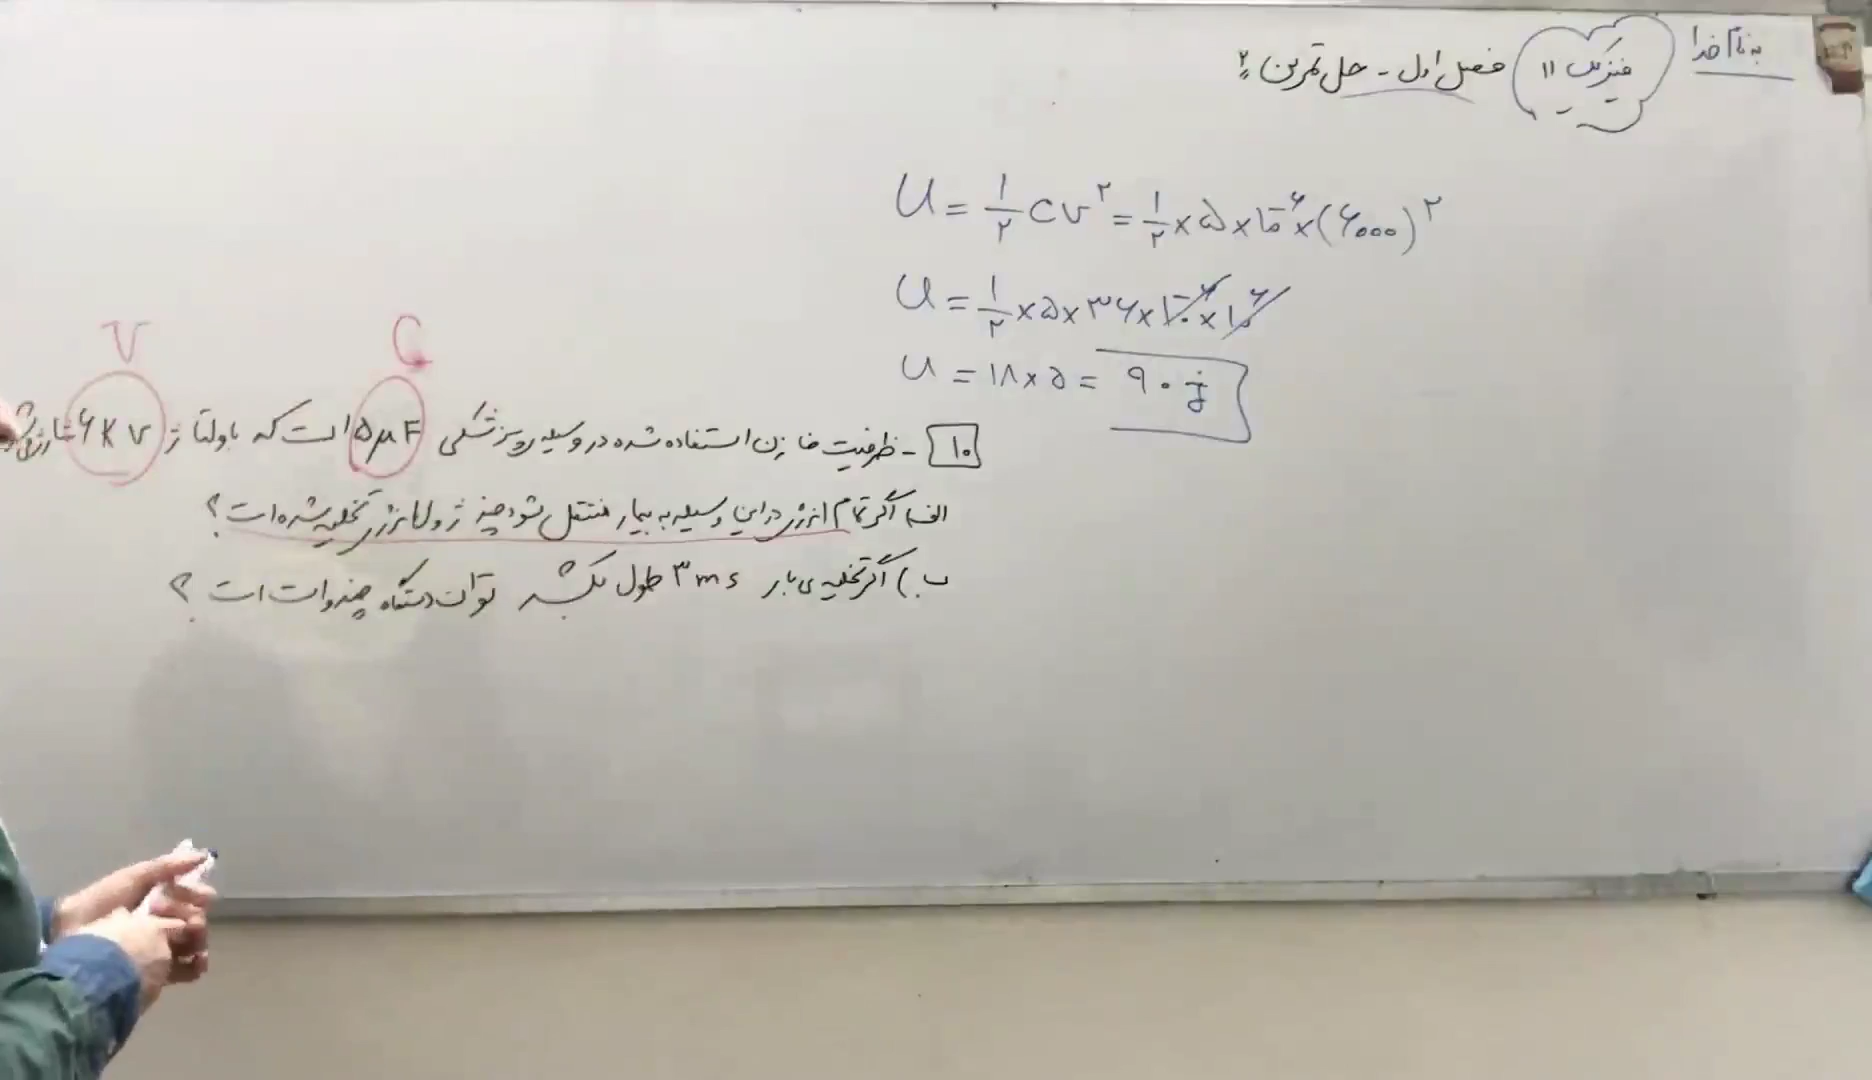 به نام خدا
فیزیک ۱۱ فصل اول - حل تمرین ۲
U = ۱/۲ CV² = ۱/۲ × ۵ × ۱۰⁻⁶ × (۶۰۰۰)²
U = ۱/۲ × ۵ × ۳۶ × ۱۰⁻⁶ × ۱۰⁶
U = ۱۸ × ۵ = ۹۰ j
V C
۱۰ - ظرفیت خازن استفاده شده در وسیله پزشکی ۵μF است که با ولتاژ ۶KV
الف) اگر تمام انرژی در این وسیله به بیمار منتقل شود چند ژول انرژی تخلیه شده است؟
ب) اگر تخلیه‌ی بار ۳ms طول بکشد توان دستگاه چند وات است؟